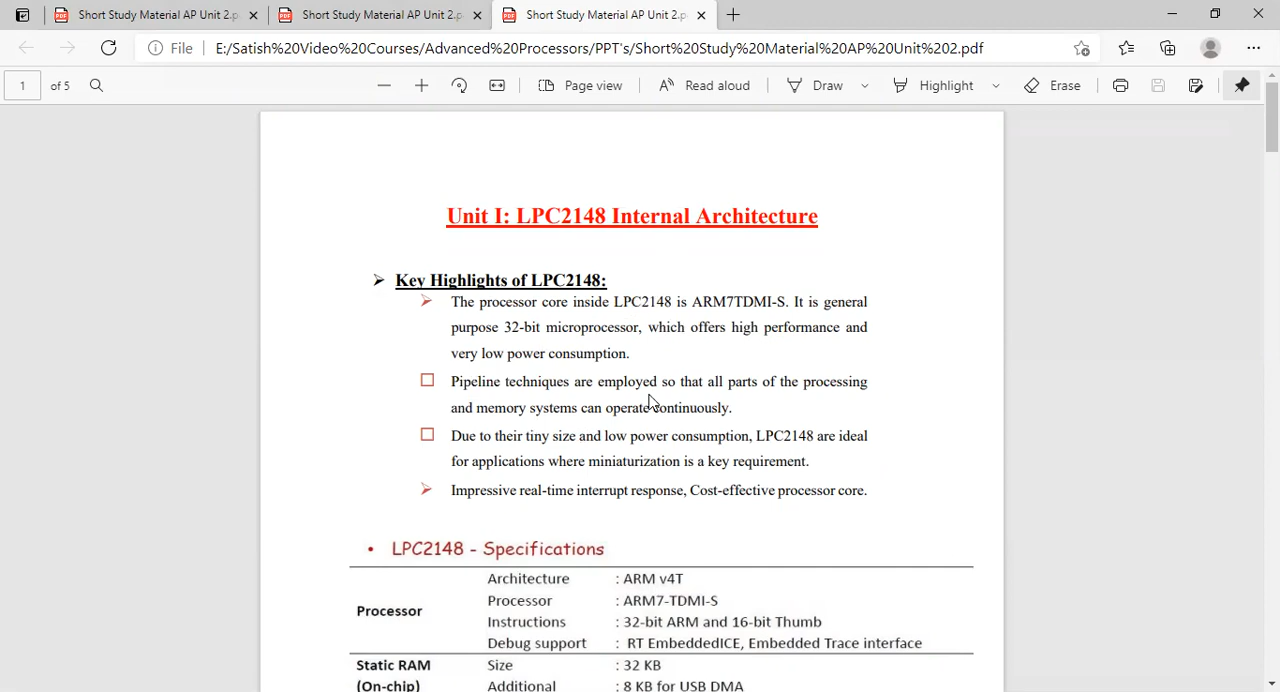 Short Study Material AP Unit 2.p
Short Study Material AP Unit 2.p
Short Study Material AP Unit 2.p
File E:/Satish%20Video%20Courses/Advanced%20Processors/PPT's/Short%20Study%20Material%20AP%20Unit%202.pdf
1 of 5 Page view Read aloud Draw Highlight Erase
Unit I: LPC2148 Internal Architecture
Key Highlights of LPC2148:
The processor core inside LPC2148 is ARM7TDMI-S. It is general
purpose 32-bit microprocessor, which offers high performance and
very low power consumption.
Pipeline techniques are employed so that all parts of the processing
and memory systems can operate continuously.
Due to their tiny size and low power consumption, LPC2148 are ideal
for applications where miniaturization is a key requirement.
Impressive real-time interrupt response, Cost-effective processor core.
• LPC2148 - Specifications
Architecture : ARM v4T
Processor : ARM7-TDMI-S
Processor
Instructions : 32-bit ARM and 16-bit Thumb
Debug support : RT EmbeddedICE, Embedded Trace interface
Static RAM Size : 32 KB
(On-chip) Additional : 8 KB for USB DMA